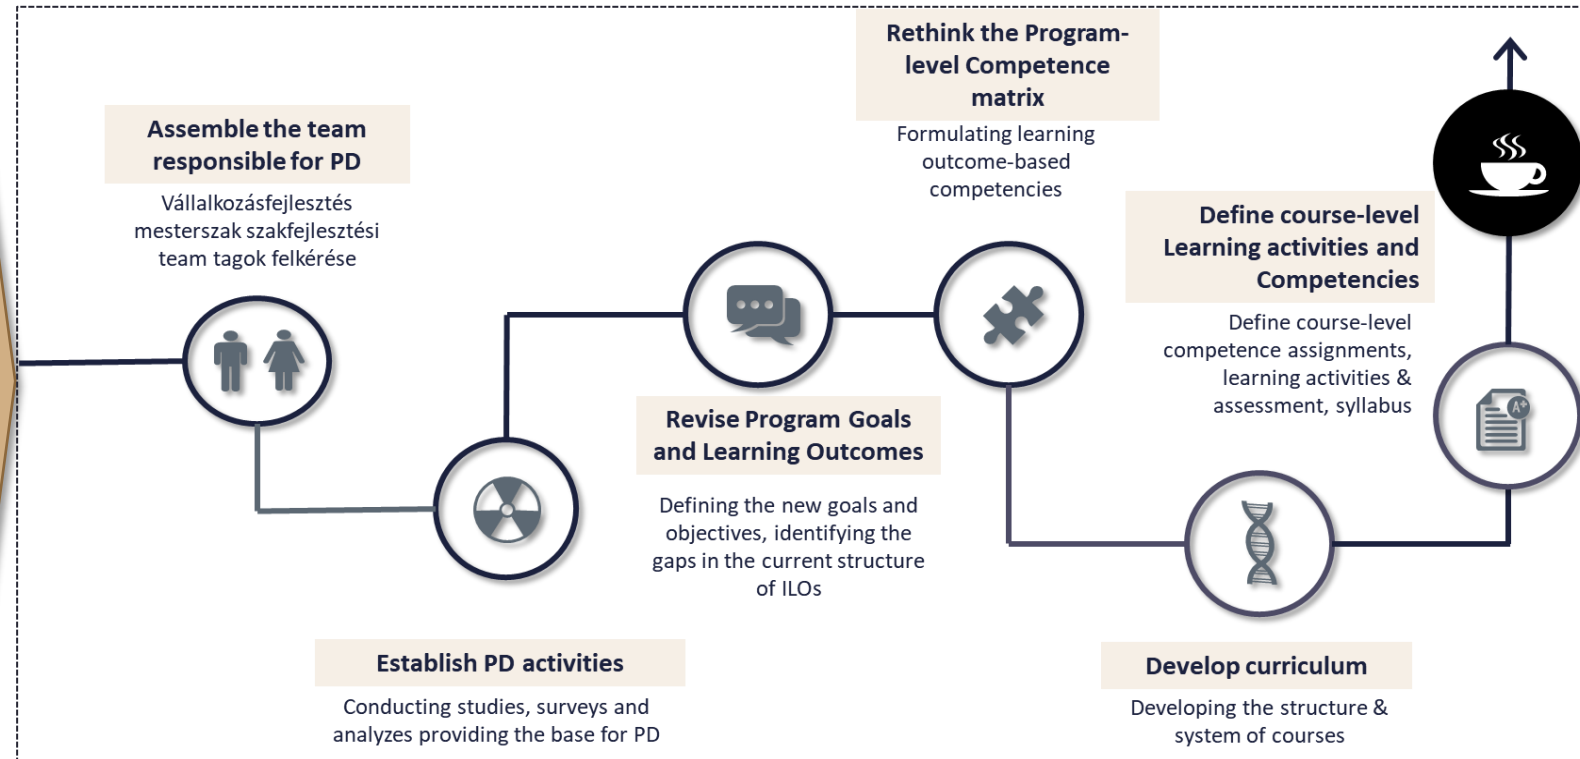 Assemble the team
responsible for PD
Vállalkozásfejlesztés
mesterszak szakfejlesztési
team tagok felkérése
Establish PD activities
Conducting studies, surveys and
analyzes providing the base for PD
Revise Program Goals
and Learning Outcomes
Defining the new goals and
objectives, identifying the
gaps in the current structure
of ILOs
Rethink the Program-
level Competence
matrix
Formulating learning
outcome-based
competencies
Develop curriculum
Developing the structure &
system of courses
Define course-level
Learning activities and
Competencies
Define course-level
competence assignments,
learning activities &
assessment, syllabus
A+